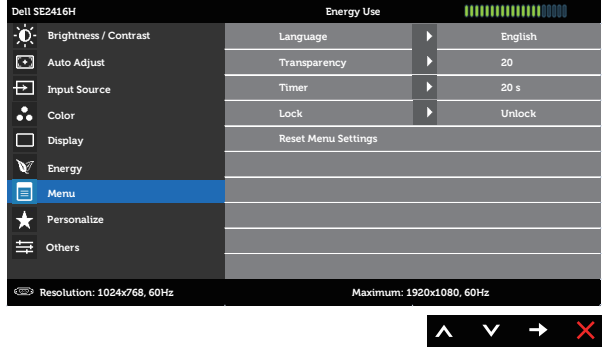 Dell SE2416H Energy Use
Brightness / Contrast Language English
Auto Adjust Transparency 20
Input Source Timer 20 s
Color Lock Unlock
Display Reset Menu Settings
Energy
Menu
Personalize
Others
Resolution: 1024x768, 60Hz Maximum: 1920x1080, 60Hz